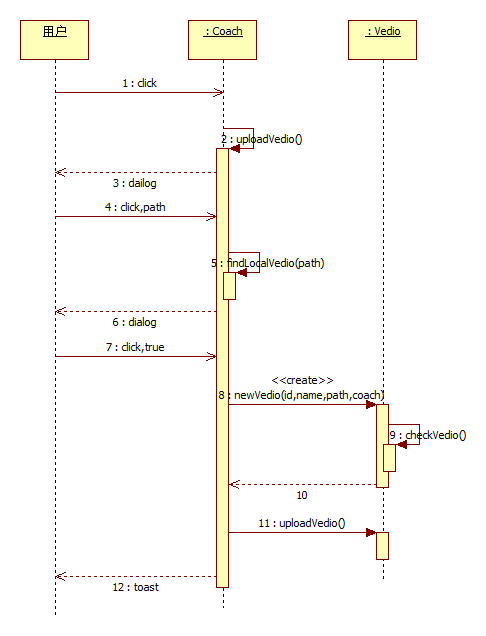 用户
: Coach
: Vedio
1 : click
2 : uploadVedio()
3 : dailog
4 : click,path
5 : findLocalVedio(path)
6 : dialog
7 : click,true
<<create>>
8 : newVedio(id,name,path,coach)
9 : checkVedio()
10
11 : uploadVedio()
12 : toast